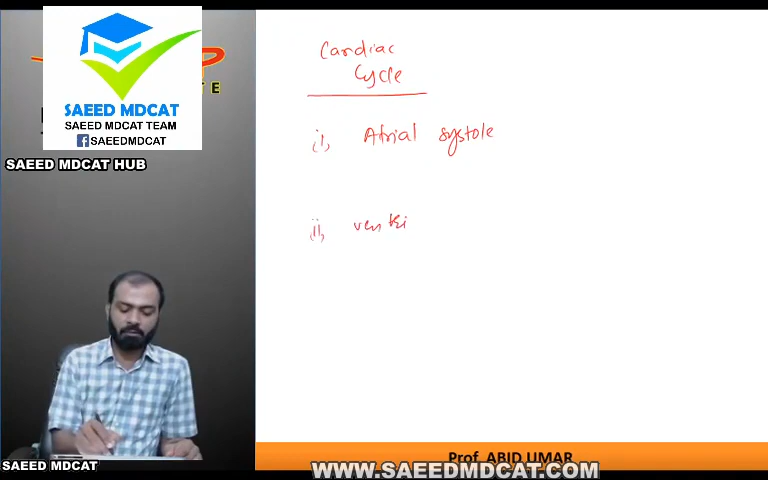 SAEED MDCAT
SAEED MDCAT TEAM
SAEEDMDCAT
SAEED MDCAT HUB
Cardiac
Cycle
i) Atrial systole
ii) ventri
Prof. ABID UMAR
SAEED MDCAT
WWW.SAEEDMDCAT.COM